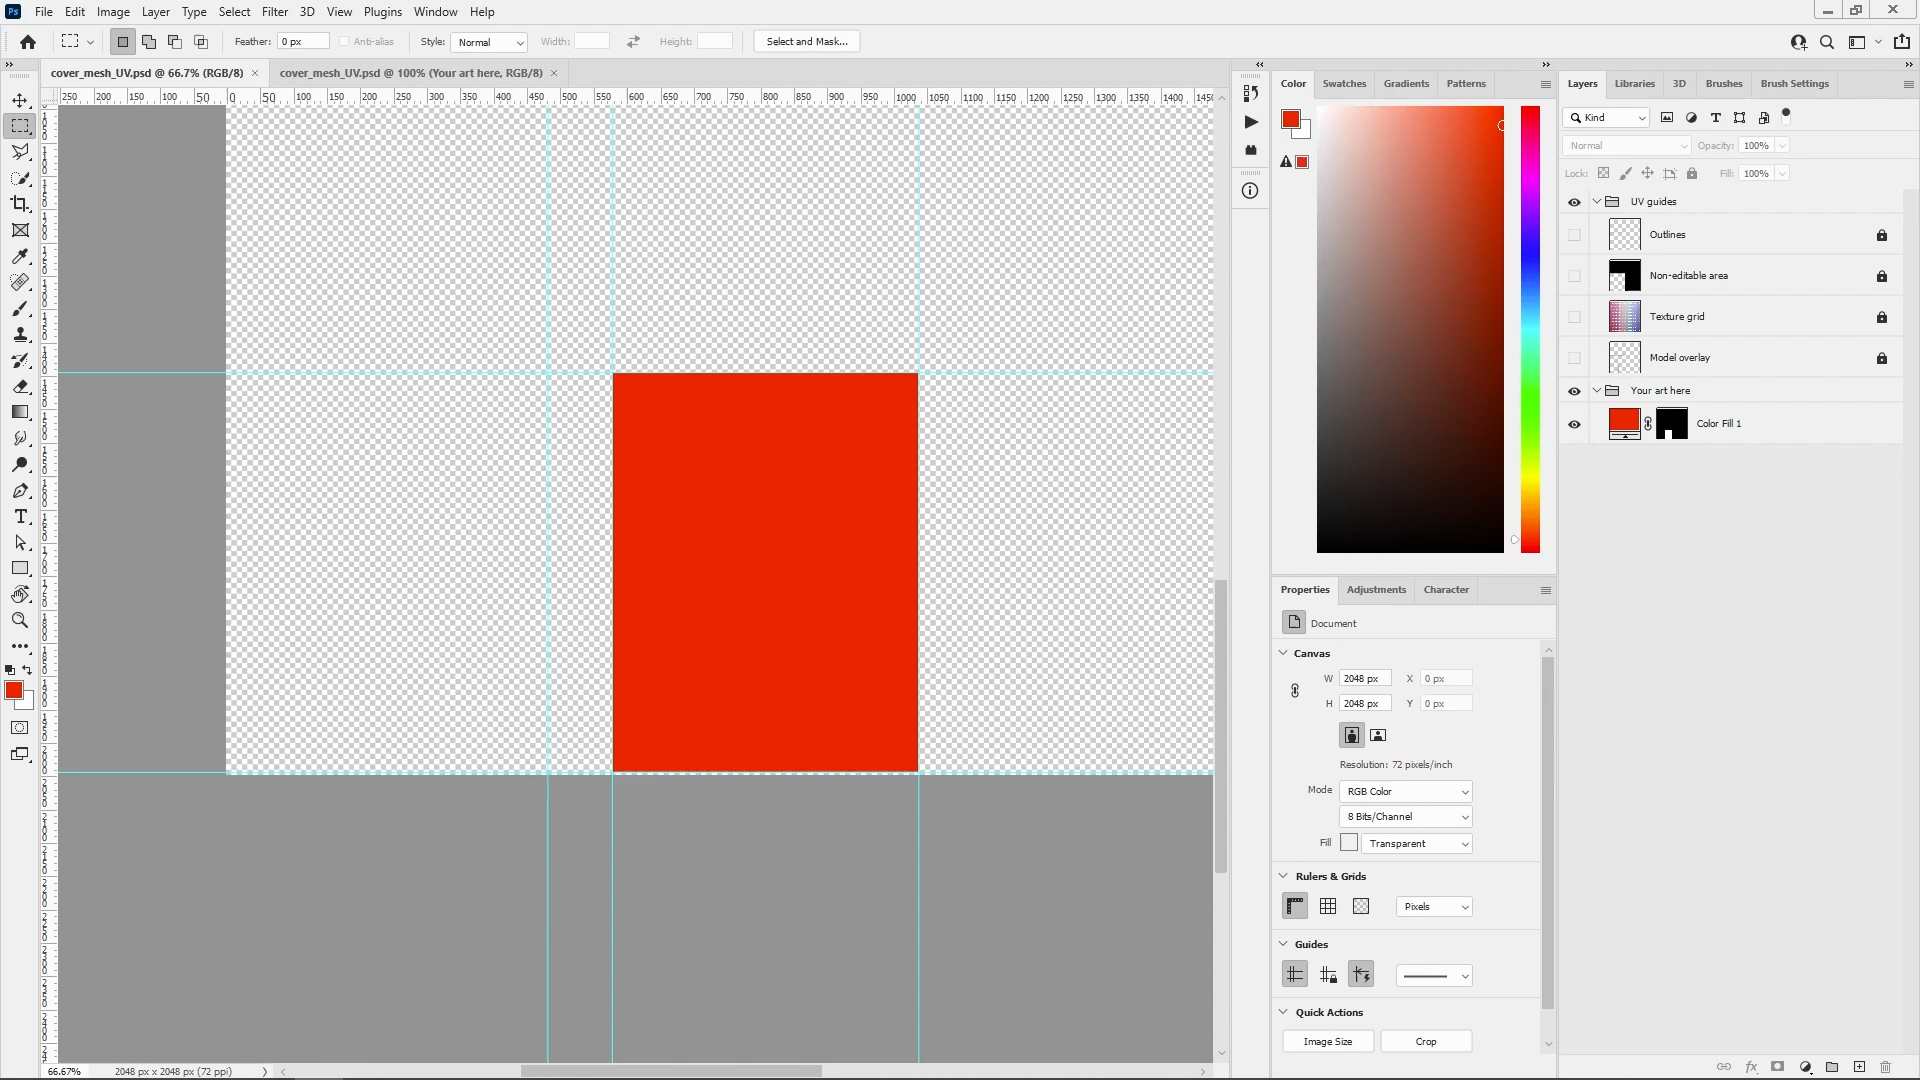 Ps File Edit Image Layer Type Select Filter 3D View Plugins Window Help
Feather: 0 px Anti-alias Style: Normal Width: Height: Select and Mask...
cover_mesh_UV.psd @ 66.7% (RGB/8) cover_mesh_UV.psd @ 100% (Your art here, RGB/8)
250 200 150 100 50 0 50 100 150 200 250 300 350 400 450 500 550 600 650 700 750 800 850 900 950 1000 1050 1100 1150 1200 1250 1300 1350 1400 1450
Color Swatches Gradients Patterns
Properties Adjustments Character
Document
Canvas
W 2048 px X 0 px
H 2048 px Y 0 px
Resolution: 72 pixels/inch
Mode RGB Color
8 Bits/Channel
Fill Transparent
Rulers & Grids
Pixels
Guides
Quick Actions
Image Size Crop
Layers Libraries 3D Brushes Brush Settings
Kind
Normal Opacity: 100%
Lock: Fill: 100%
UV guides
Outlines
Non-editable area
Texture grid
Model overlay
Your art here
Color Fill 1
fx
66.67% 2048 px x 2048 px (72 ppi)